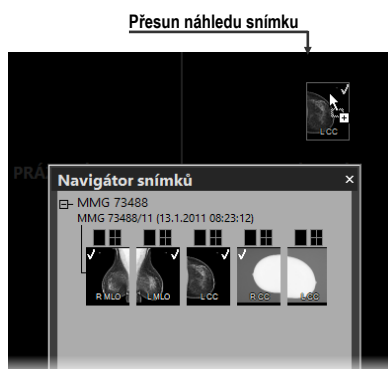 Přesun náhledu snímku
L CC
PRÁZ
Navigátor snímků
MMG 73488
MMG 73488/11 (13.1.2011 08:23:12)
R MLO L MLO L CC R CC L CC